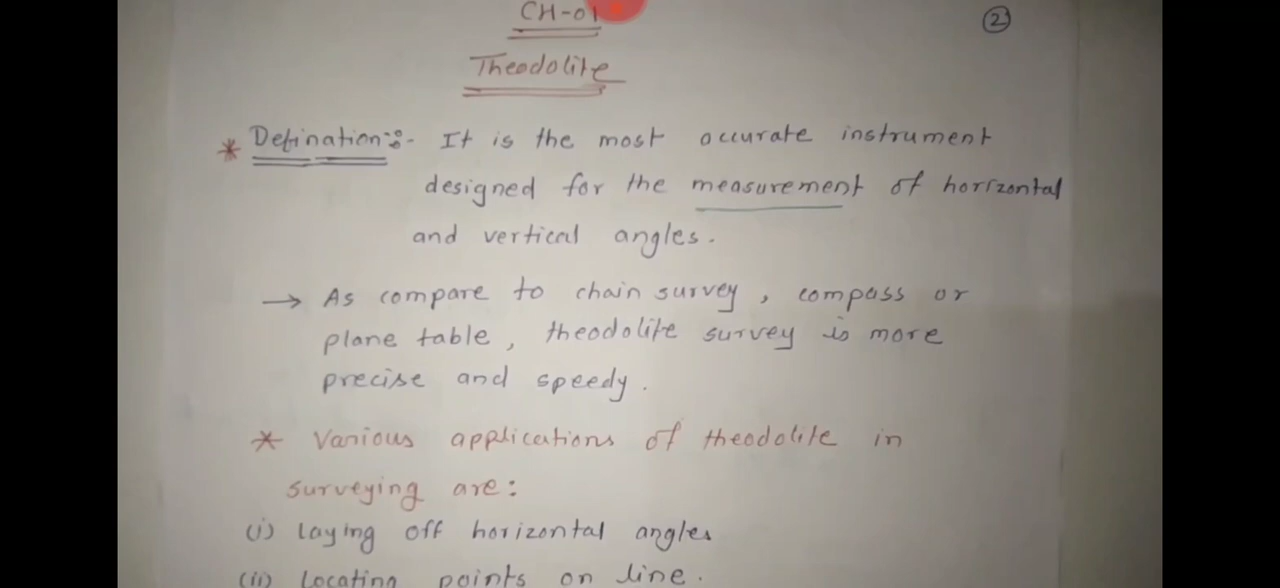 CH-01
②
Theodolite
* Defination:- It is the most accurate instrument
designed for the measurement of horizontal
and vertical angles.
→ As compare to chain survey, compass or
plane table, theodolite survey is more
precise and speedy.
* Various applications of theodolite in
surveying are:
(i) Laying off horizontal angles
(ii) Locating points on line.